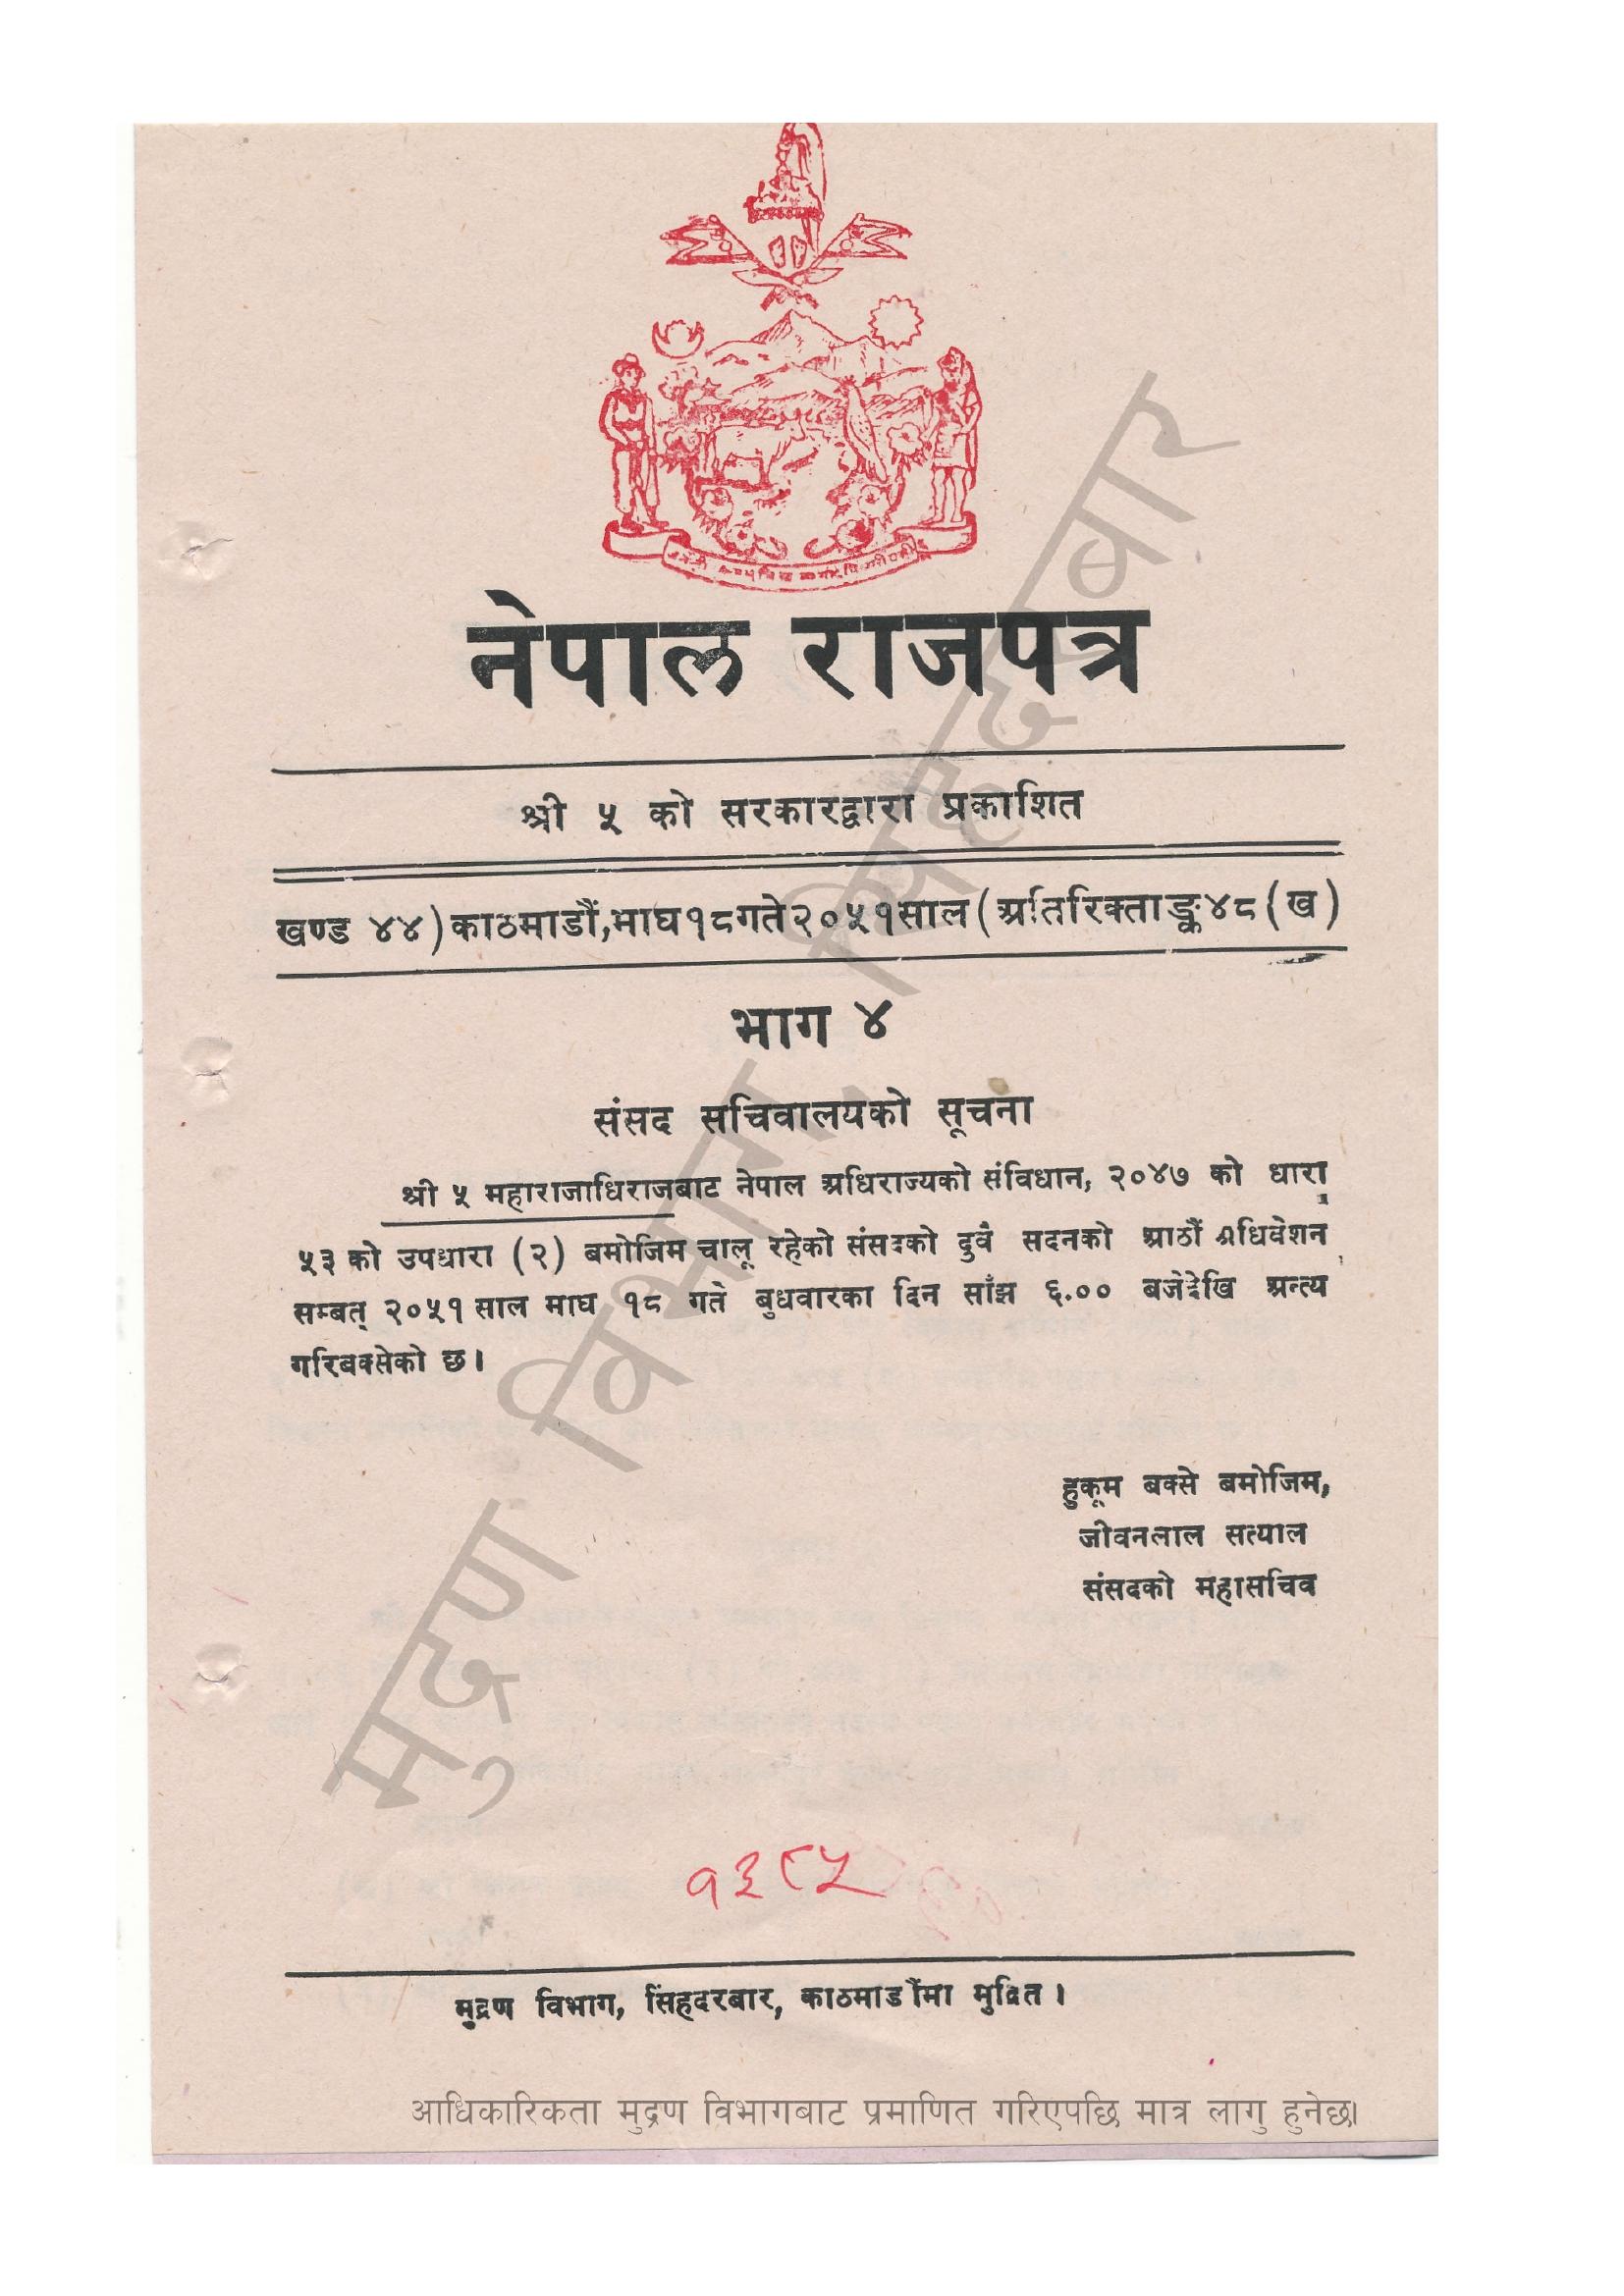 नेपाल राजपत्र
श्री ५ को सरकारद्वारा प्रकाशित
खण्ड ४४) काठमाडौं, माघ १८ गते २०५१ साल (अतिरिक्ताङ्क ४८ (ख)
भाग ४
संसद सचिवालयको सूचना
श्री ५ महाराजाधिराजबाट नेपाल अधिराज्यको संविधान, २०४७ को धारा
५३ को उपधारा (२) बमोजिम चालू रहेको संसदको दुवै सदनको आठौं अधिवेशन
सम्बत् २०५१ साल माघ १८ गते बुधवारका दिन साँझ ६.०० बजेदेखि अन्त्य
गरिबक्सेको छ।
हुकूम बक्से बमोजिम,
जीवनलाल सत्याल
संसदको महासचिव
१३९५
मुद्रण विभाग, सिंहदरबार, काठमाडौंमा मुद्रित ।
आधिकारिकता मुद्रण विभागबाट प्रमाणित गरिएपछि मात्र लागु हुनेछ।
मुद्रण विभाग, सिंहदरबार